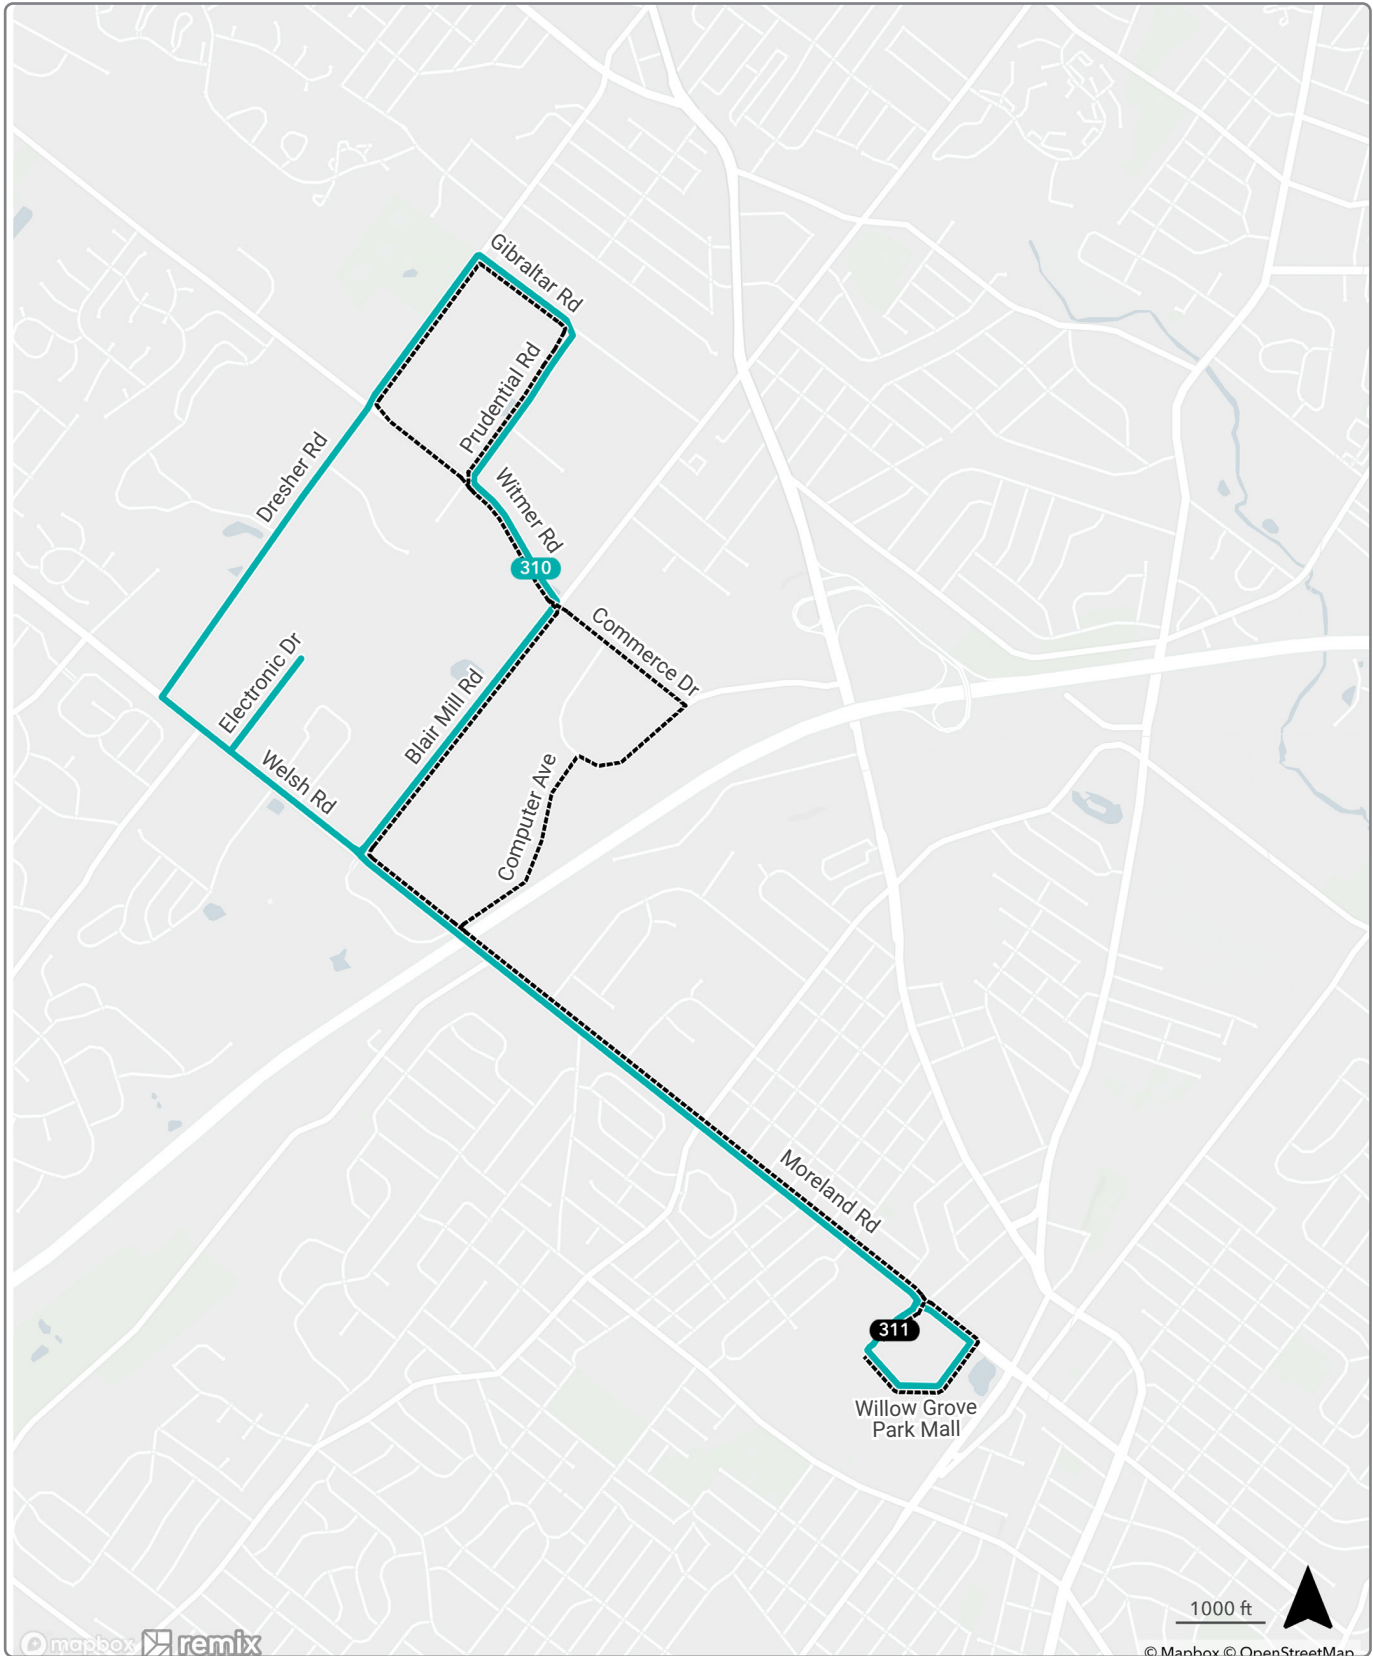 Gibraltar Rd
Prudential Rd
Dresher Rd
Witmer Rd
310
Commerce Dr
Electronic Dr
Blair Mill Rd
Welsh Rd
Computer Ave
Moreland Rd
311
Willow Grove
Park Mall
1000 ft
mapbox remix
© Mapbox © OpenStreetMap